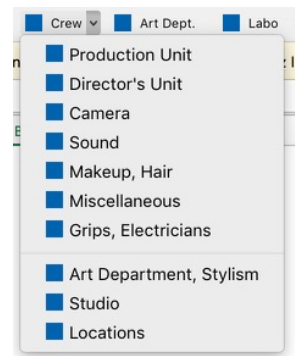 Crew Art Dept. Labo
Production Unit
Director's Unit
Camera
Sound
Makeup, Hair
Miscellaneous
Grips, Electricians
Art Department, Stylism
Studio
Locations